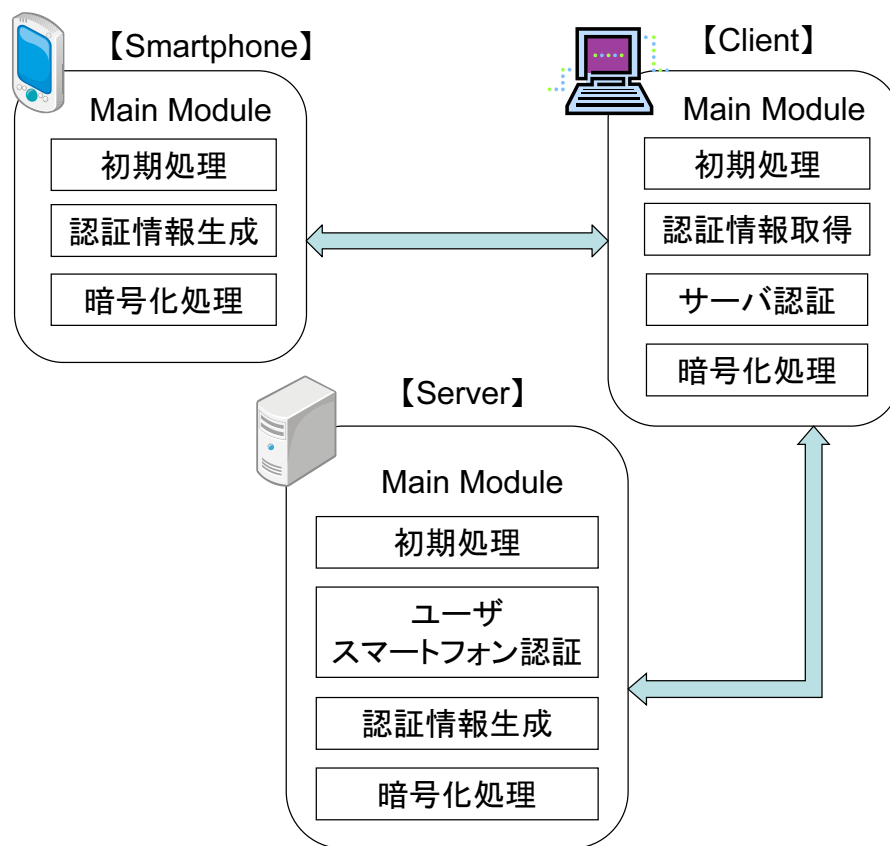 【Smartphone】
Main Module
初期処理
認証情報生成
暗号化処理
【Client】
Main Module
初期処理
認証情報取得
サーバ認証
暗号化処理
【Server】
Main Module
初期処理
ユーザ
スマートフォン認証
認証情報生成
暗号化処理